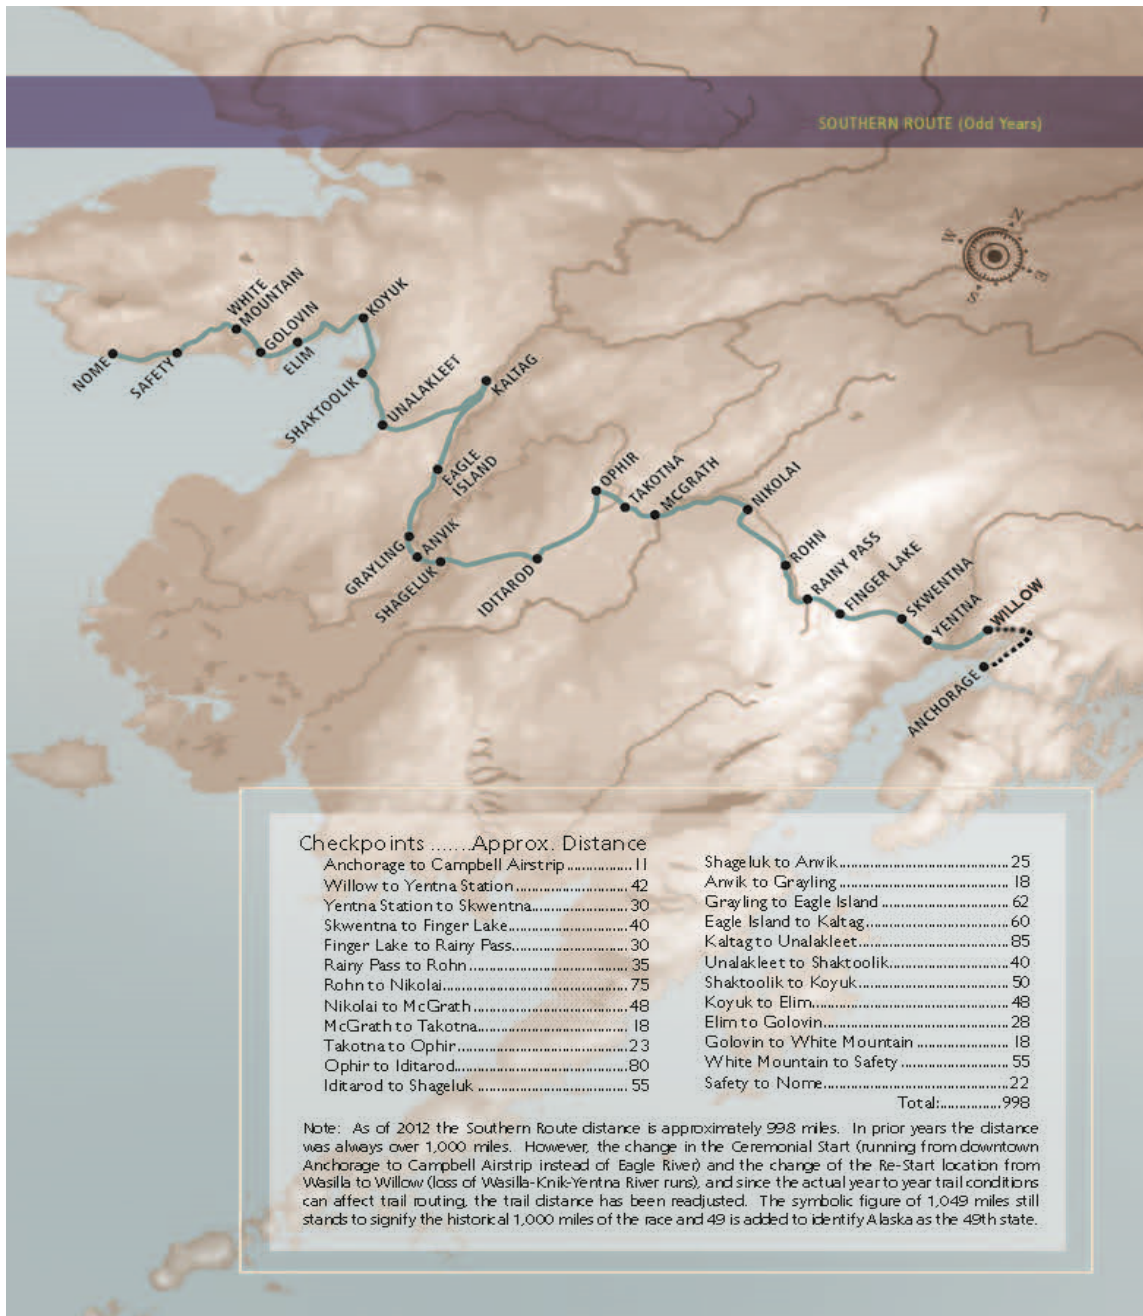 SOUTHERN ROUTE (Odd Years)
N
W
E
S
WHITE
MOUNTAIN
GOLOVIN
KOYUK
NOME
SAFETY
ELIM
SHAKTOOLIK
UNALAKLEET
KALTAG
EAGLE
ISLAND
OPHIR
TAKOTNA
MCGRATH
NIKOLAI
GRAYLING
ANVIK
SHAGELUK
IDITAROD
ROHN
RAINY PASS
FINGER LAKE
SKWENTNA
YENTNA
WILLOW
ANCHORAGE
Checkpoints .......Approx. Distance
Anchorage to Campbell Airstrip ................ 11
Willow to Yentna Station ............................ 42
Yentna Station to Skwentna........................ 30
Skwentna to Finger Lake.............................. 40
Finger Lake to Rainy Pass............................. 30
Rainy Pass to Rohn ........................................ 35
Rohn to Nikolai............................................... 75
Nikolai to McGrath ....................................... 48
McGrath to Takotna...................................... 18
Takotna to Ophir........................................... 23
Ophir to Iditarod............................................80
Iditarod to Shageluk ...................................... 55
Shageluk to Anvik........................................... 25
Anvik to Grayling ........................................... 18
Grayling to Eagle Island ................................ 62
Eagle Island to Kaltag.................................... 60
Kaltag to Unalakleet...................................... 85
Unalakleet to Shaktoolik.............................. 40
Shaktoolik to Koyuk...................................... 50
Koyuk to Elim.................................................. 48
Elim to Golovin............................................... 28
Golovin to White Mountain ....................... 18
White Mountain to Safety ........................... 55
Safety to Nome...............................................22
Total:...............998
Note: As of 2012 the Southern Route distance is approximately 998 miles. In prior years the distance
was always over 1,000 miles. However, the change in the Ceremonial Start (running from downtown
Anchorage to Campbell Airstrip instead of Eagle River) and the change of the Re-Start location from
Wasilla to Willow (loss of Wasilla-Knik-Yentna River runs), and since the actual year to year trail conditions
can affect trail routing, the trail distance has been readjusted. The symbolic figure of 1,049 miles still
stands to signify the historical 1,000 miles of the race and 49 is added to identify Alaska as the 49th state.